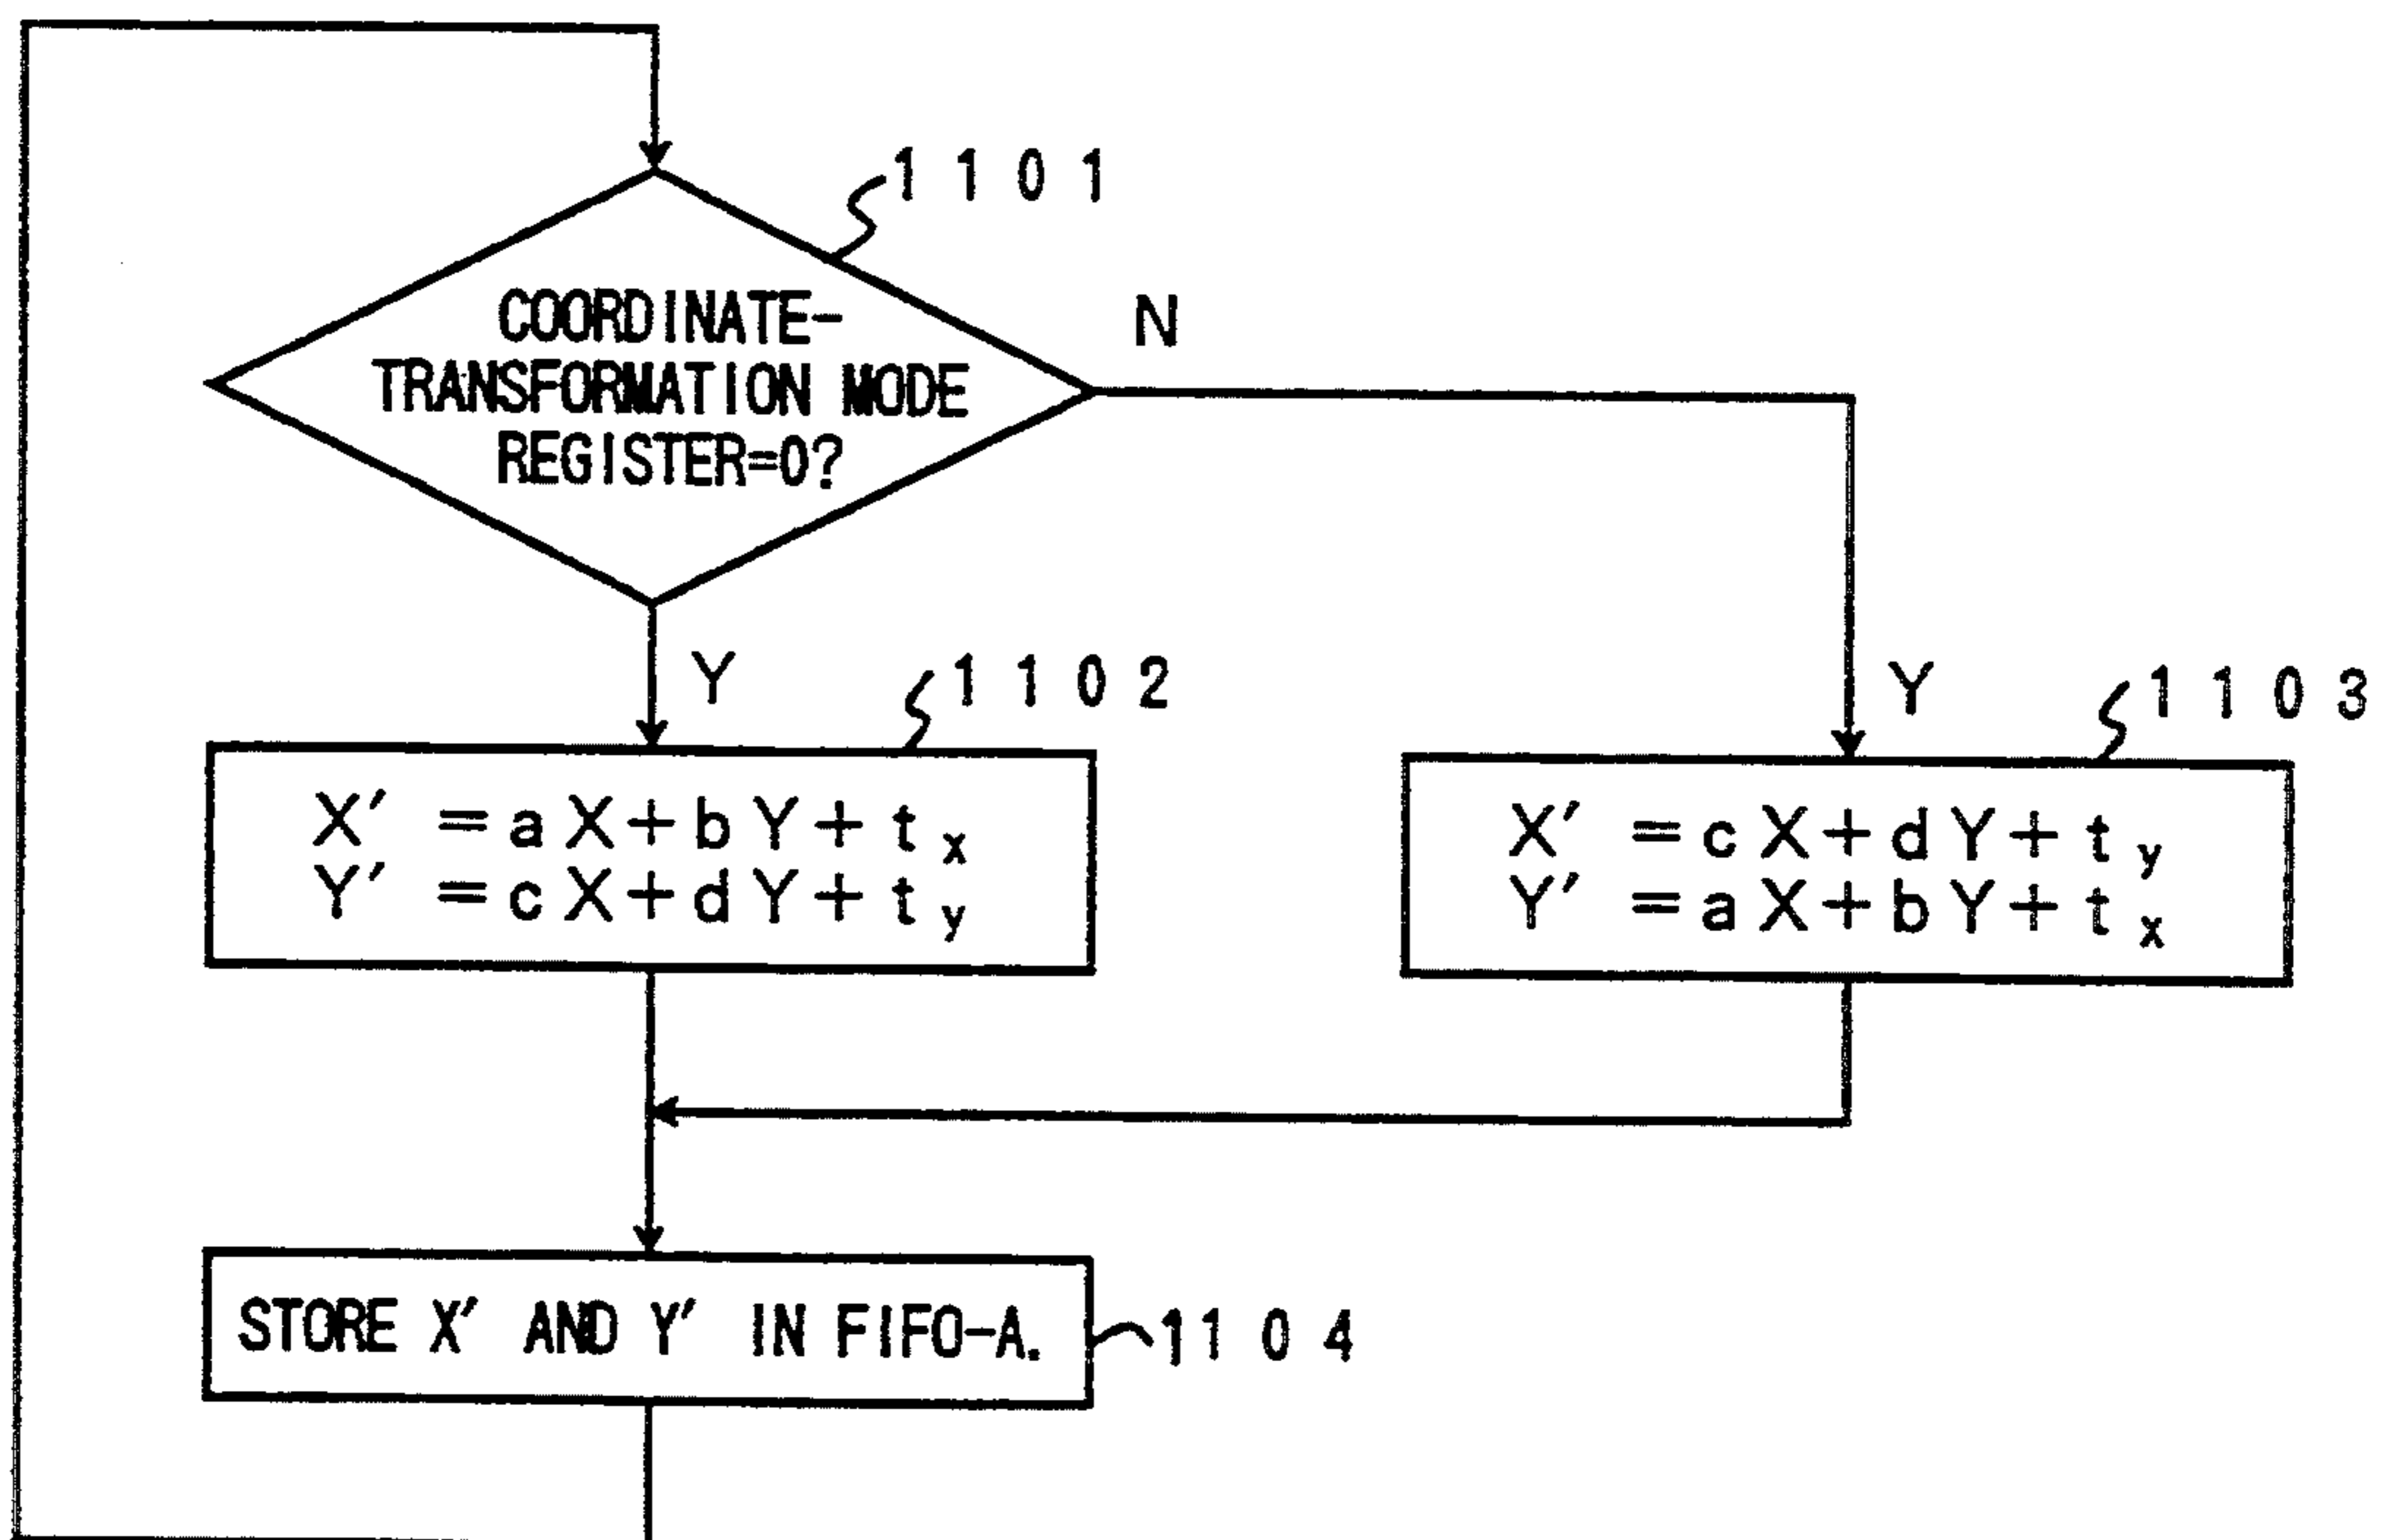 1101
COORDINATE-
TRANSFORMATION MODE
REGISTER=0?
N
Y
1102
Y
1103
X' = aX+bY+tx
Y' = cX+dY+ty
X' = cX+dY+ty
Y' = aX+bY+tx
STORE X' AND Y' IN FIFO-A.
1104